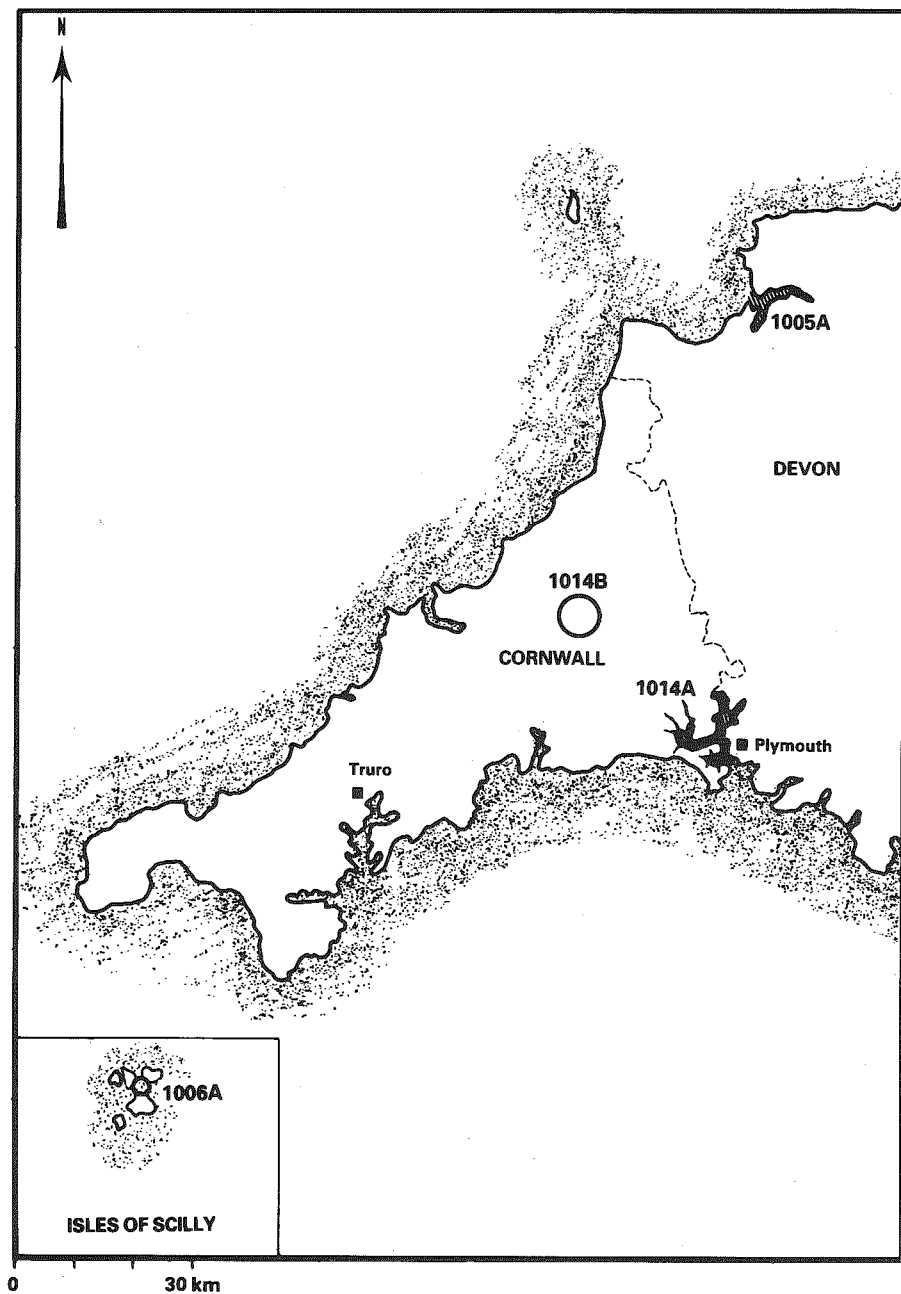 N
1005A
DEVON
1014B
CORNWALL
1014A
Plymouth
Truro
1006A
ISLES OF SCILLY
0 30 km